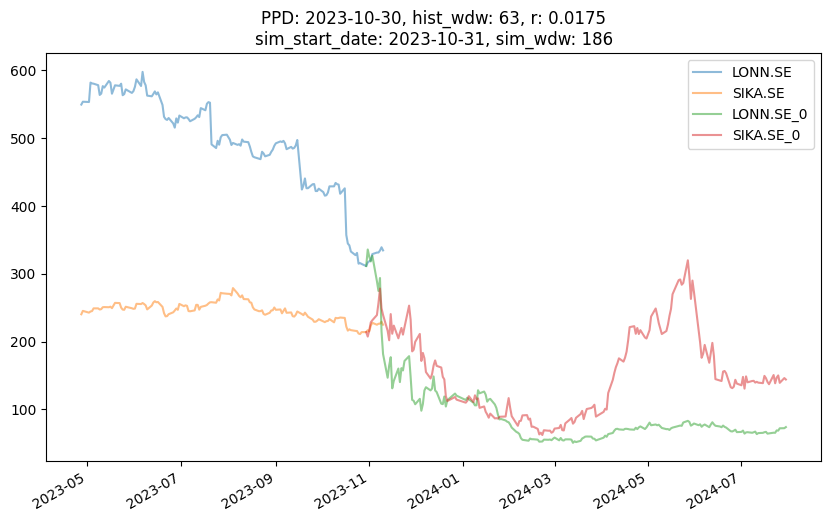 PPD: 2023-10-30, hist_wdw: 63, r: 0.0175
sim_start_date: 2023-10-31, sim_wdw: 186
LONN.SE
SIKA.SE
LONN.SE_0
SIKA.SE_0
600
500
400
300
200
100
2023-05
2023-07
2023-09
2023-11
2024-01
2024-03
2024-05
2024-07